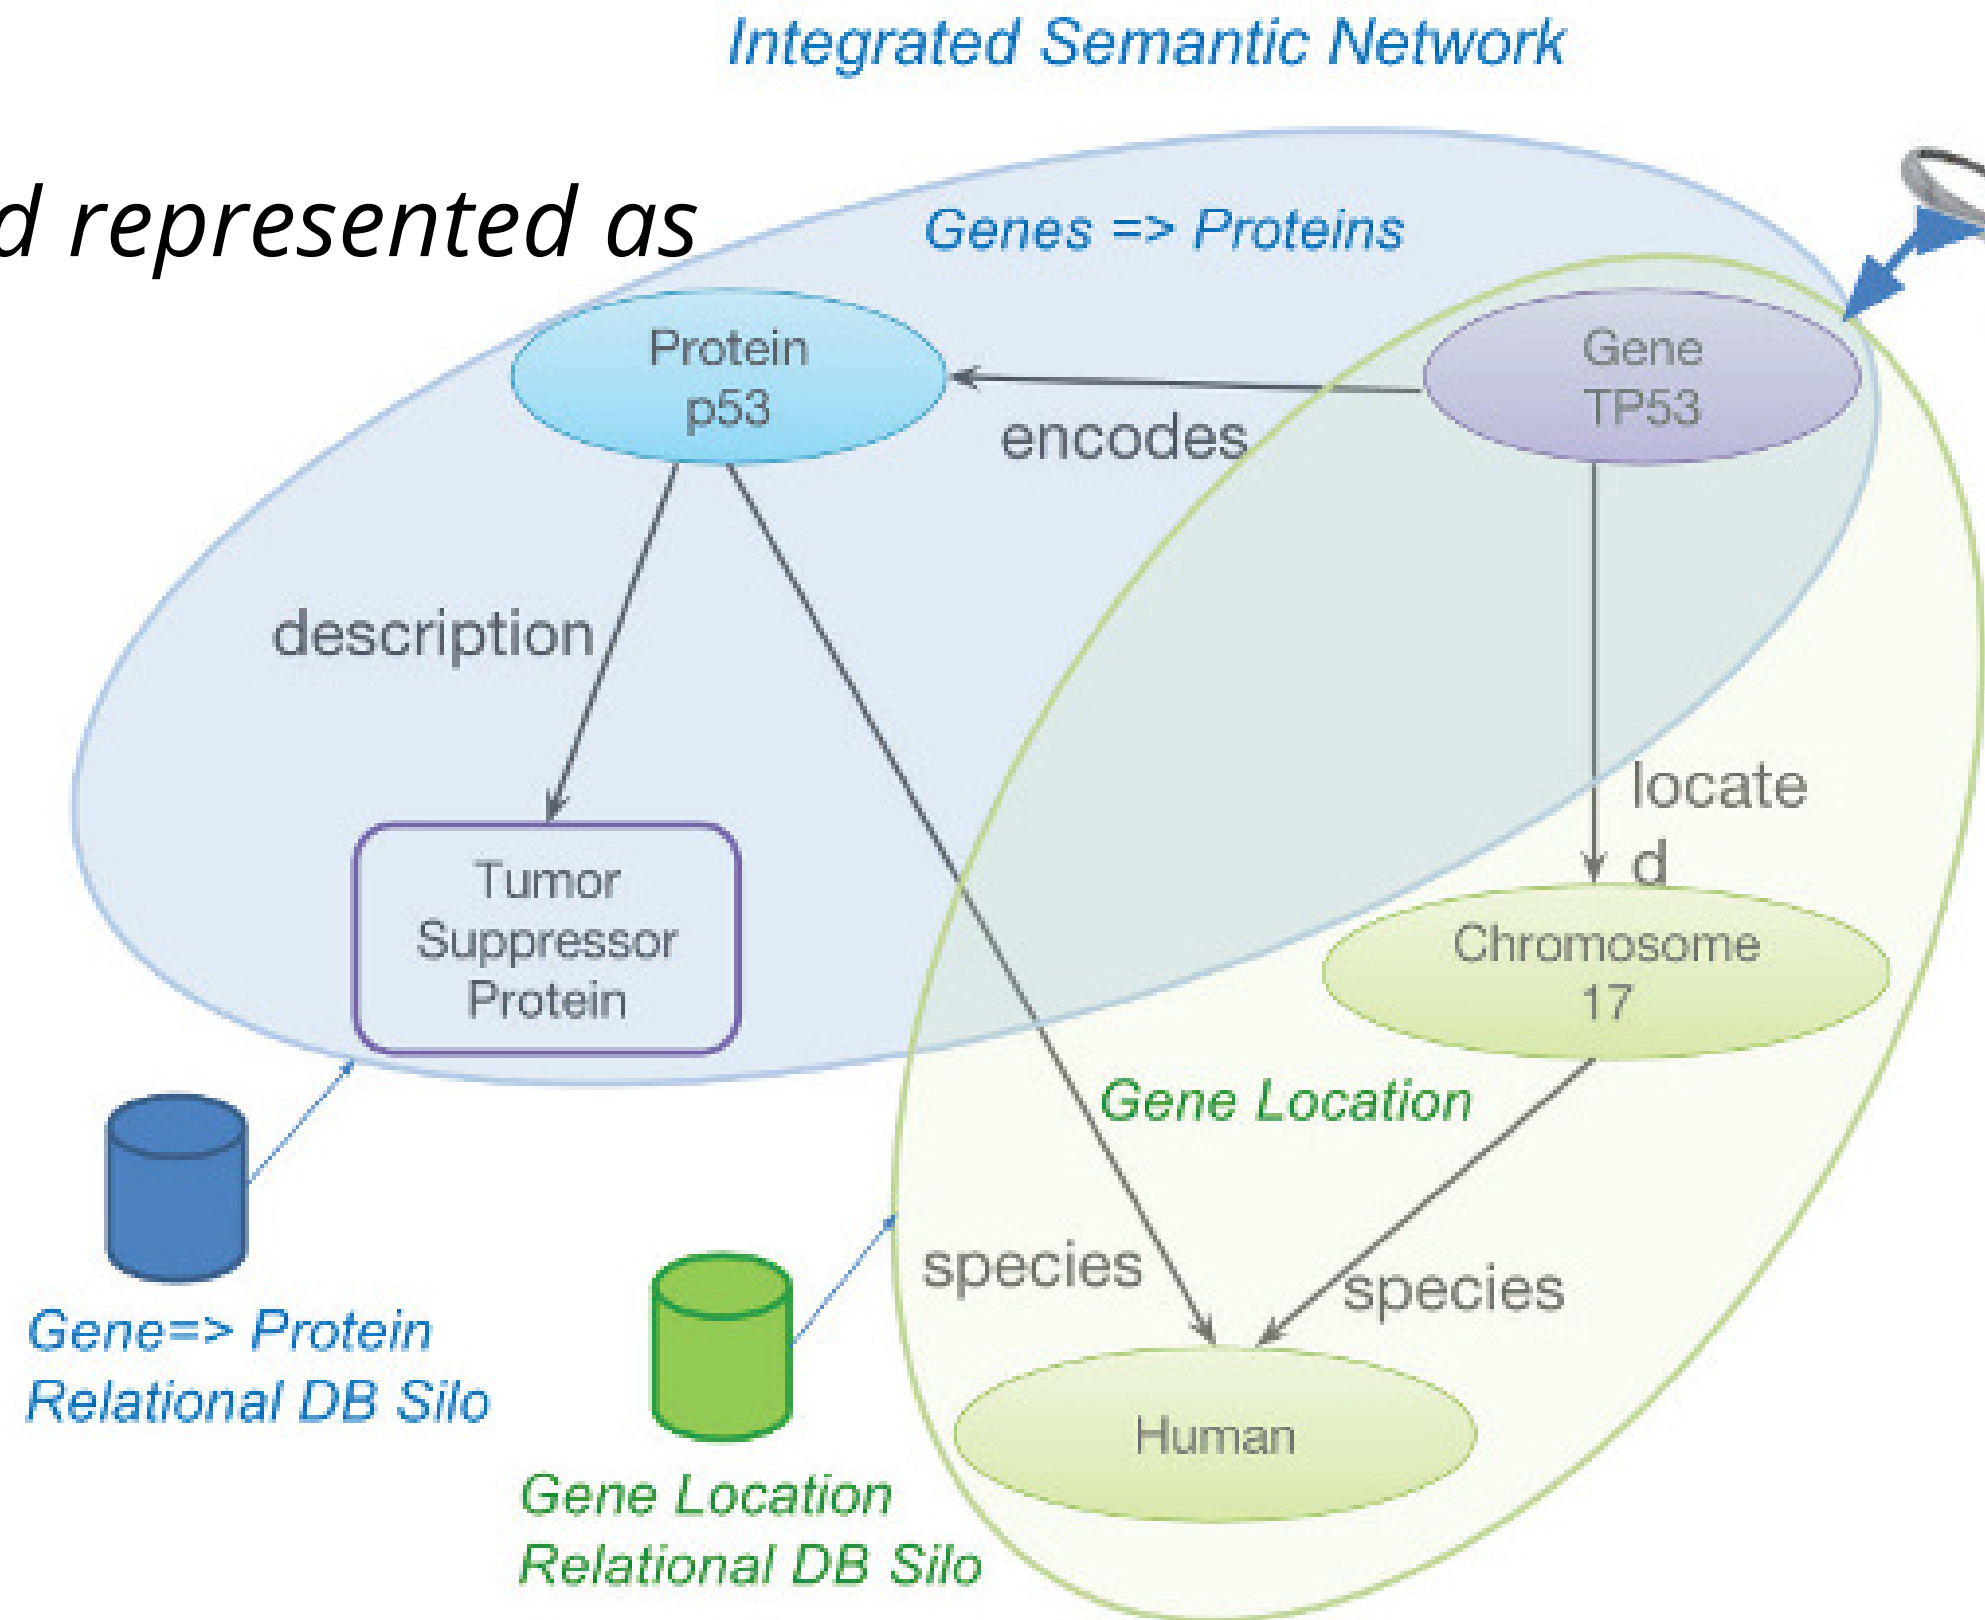 Integrated Semantic Network
d represented as
Genes => Proteins
Protein
p53
Gene
TP53
encodes
description
locate
d
Tumor
Suppressor
Protein
Chromosome
17
Gene Location
species
species
Gene=> Protein
Relational DB Silo
Human
Gene Location
Relational DB Silo